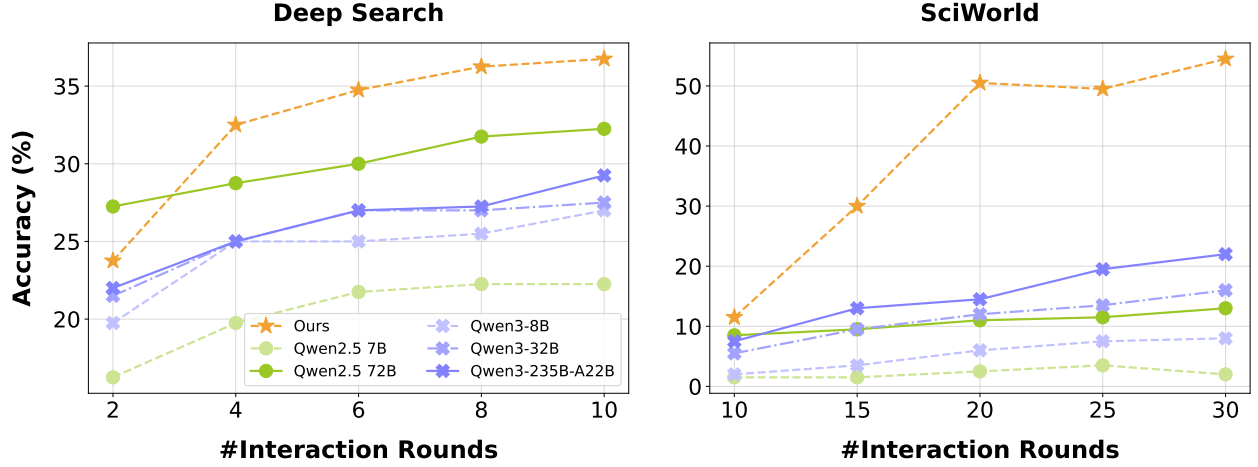 Deep Search
Accuracy (%)
35
30
25
20
Ours
Qwen2.5 7B
Qwen2.5 72B
Qwen3-8B
Qwen3-32B
Qwen3-235B-A22B
2 4 6 8 10
#Interaction Rounds
SciWorld
50
40
30
20
10
0
10 15 20 25 30
#Interaction Rounds